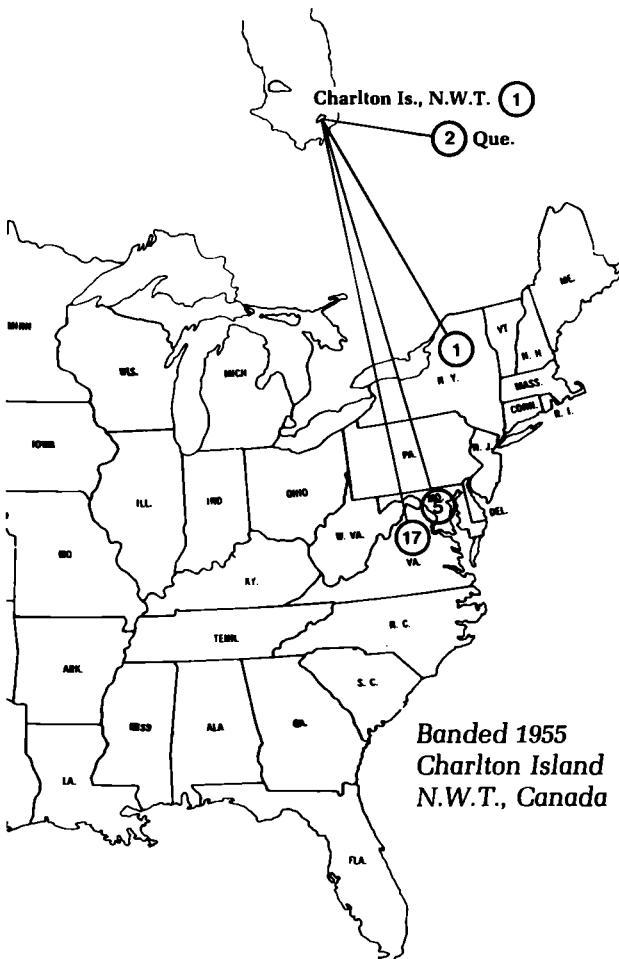 Charlton Is., N.W.T. 1
2 Que.
ME.
MINN
WIS.
MICH
1
VT
N. H
N Y.
MASS.
CONN.
R. I.
IOWA
PA.
N. J.
ILL.
IND
OHIO
MD.
5
DEL.
W. VA.
17
VA.
MO
KY.
N. C.
TENN.
ARK.
S. C.
MISS
ALA
GA.
LA.
FLA.
Banded 1955
Charlton Island
N.W.T., Canada